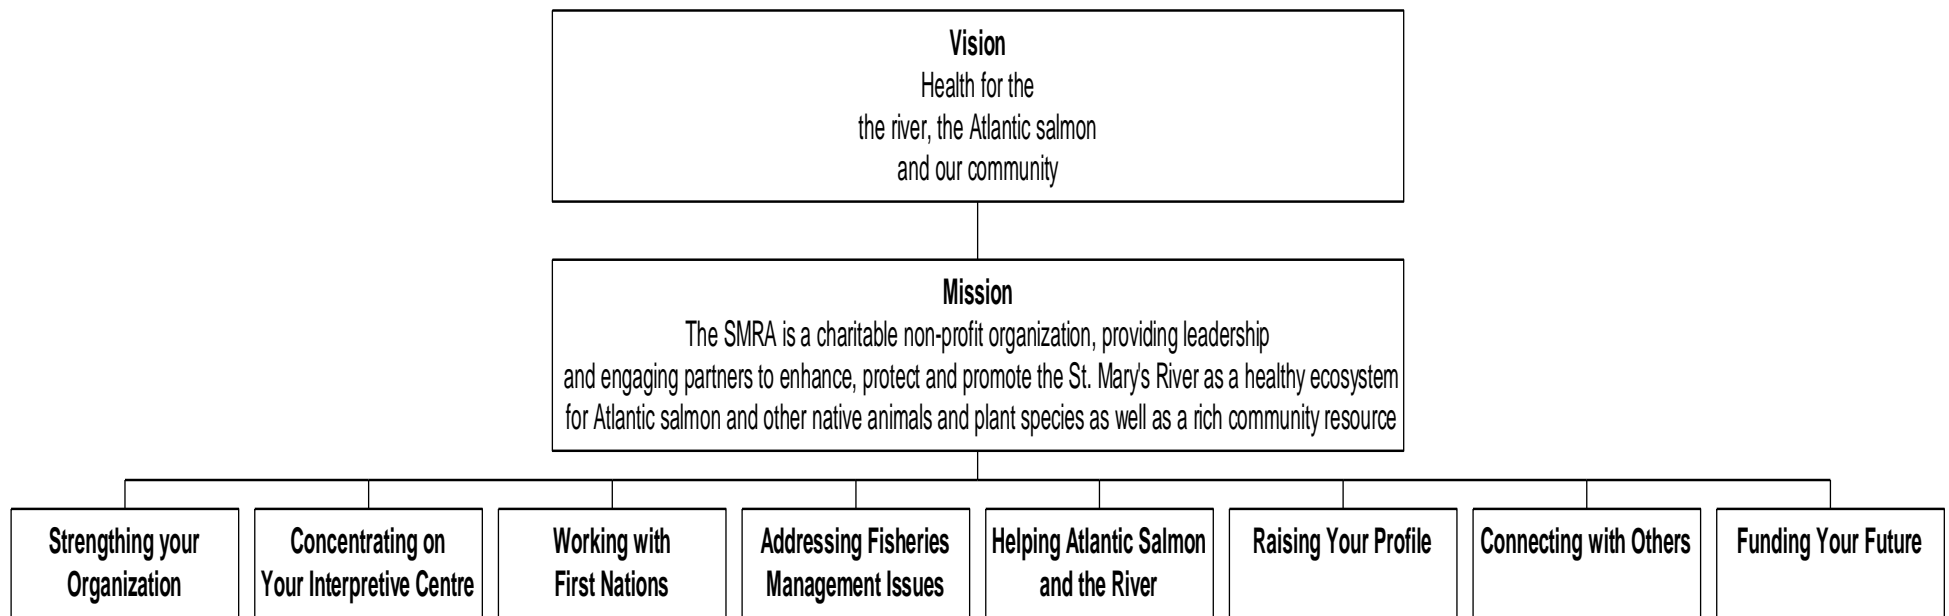 Vision
Health for the
the river, the Atlantic salmon
and our community
Mission
The SMRA is a charitable non-profit organization, providing leadership
and engaging partners to enhance, protect and promote the St. Mary's River as a healthy ecosystem
for Atlantic salmon and other native animals and plant species as well as a rich community resource
Strengthing your
Organization
Concentrating on
Your Interpretive Centre
Working with
First Nations
Addressing Fisheries
Management Issues
Helping Atlantic Salmon
and the River
Raising Your Profile
Connecting with Others
Funding Your Future